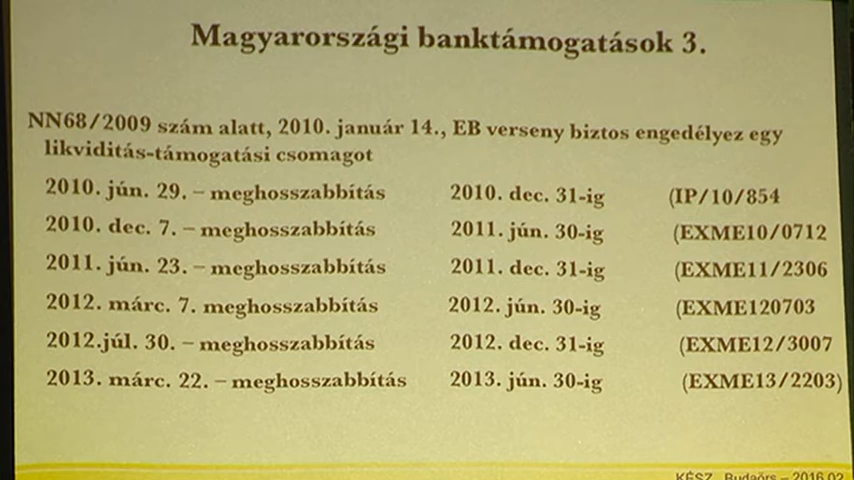 Magyarországi banktámogatások 3.
NN68/2009 szám alatt, 2010. január 14., EB verseny biztos engedélyez egy
likviditás-támogatási csomagot
2010. jún. 29. – meghosszabbítás 2010. dec. 31-ig (IP/10/854
2010. dec. 7. – meghosszabbítás 2011. jún. 30-ig (EXME10/0712
2011. jún. 23. – meghosszabbítás 2011. dec. 31-ig (EXME11/2306
2012. márc. 7. meghosszabbítás 2012. jún. 30-ig (EXME120703
2012.júl. 30. – meghosszabbítás 2012. dec. 31-ig (EXME12/3007
2013. márc. 22. – meghosszabbítás 2013. jún. 30-ig (EXME13/2203)
KÉSZ, Budaörs – 2016.02